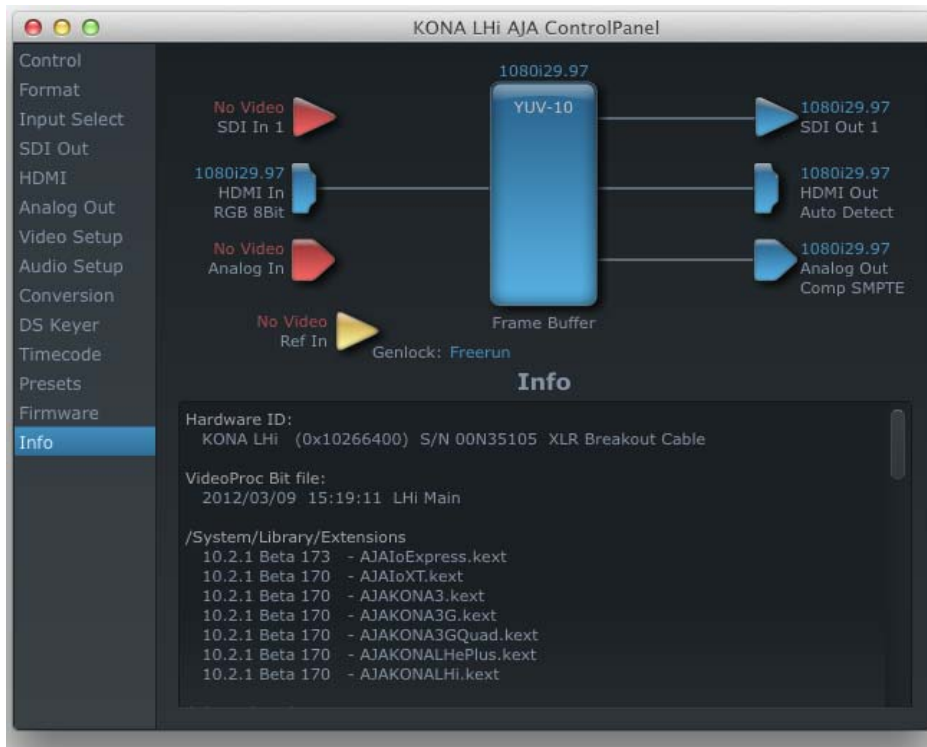 KONA LHi AJA ControlPanel
Control
Format
Input Select
SDI Out
HDMI
Analog Out
Video Setup
Audio Setup
Conversion
DS Keyer
Timecode
Presets
Firmware
Info
1080i29.97
YUV-10
No Video
SDI In 1
1080i29.97
HDMI In
RGB 8Bit
No Video
Analog In
No Video
Ref In
Genlock: Freerun
Frame Buffer
1080i29.97
SDI Out 1
1080i29.97
HDMI Out
Auto Detect
1080i29.97
Analog Out
Comp SMPTE
Info
Hardware ID:
KONA LHi (0x10266400) S/N 00N35105 XLR Breakout Cable
VideoProc Bit file:
2012/03/09 15:19:11 LHi Main
/System/Library/Extensions
10.2.1 Beta 173 - AJAIoExpress.kext
10.2.1 Beta 170 - AJAIoXT.kext
10.2.1 Beta 170 - AJAKONA3.kext
10.2.1 Beta 170 - AJAKONA3G.kext
10.2.1 Beta 170 - AJAKONA3GQuad.kext
10.2.1 Beta 170 - AJAKONALHePlus.kext
10.2.1 Beta 170 - AJAKONALHi.kext